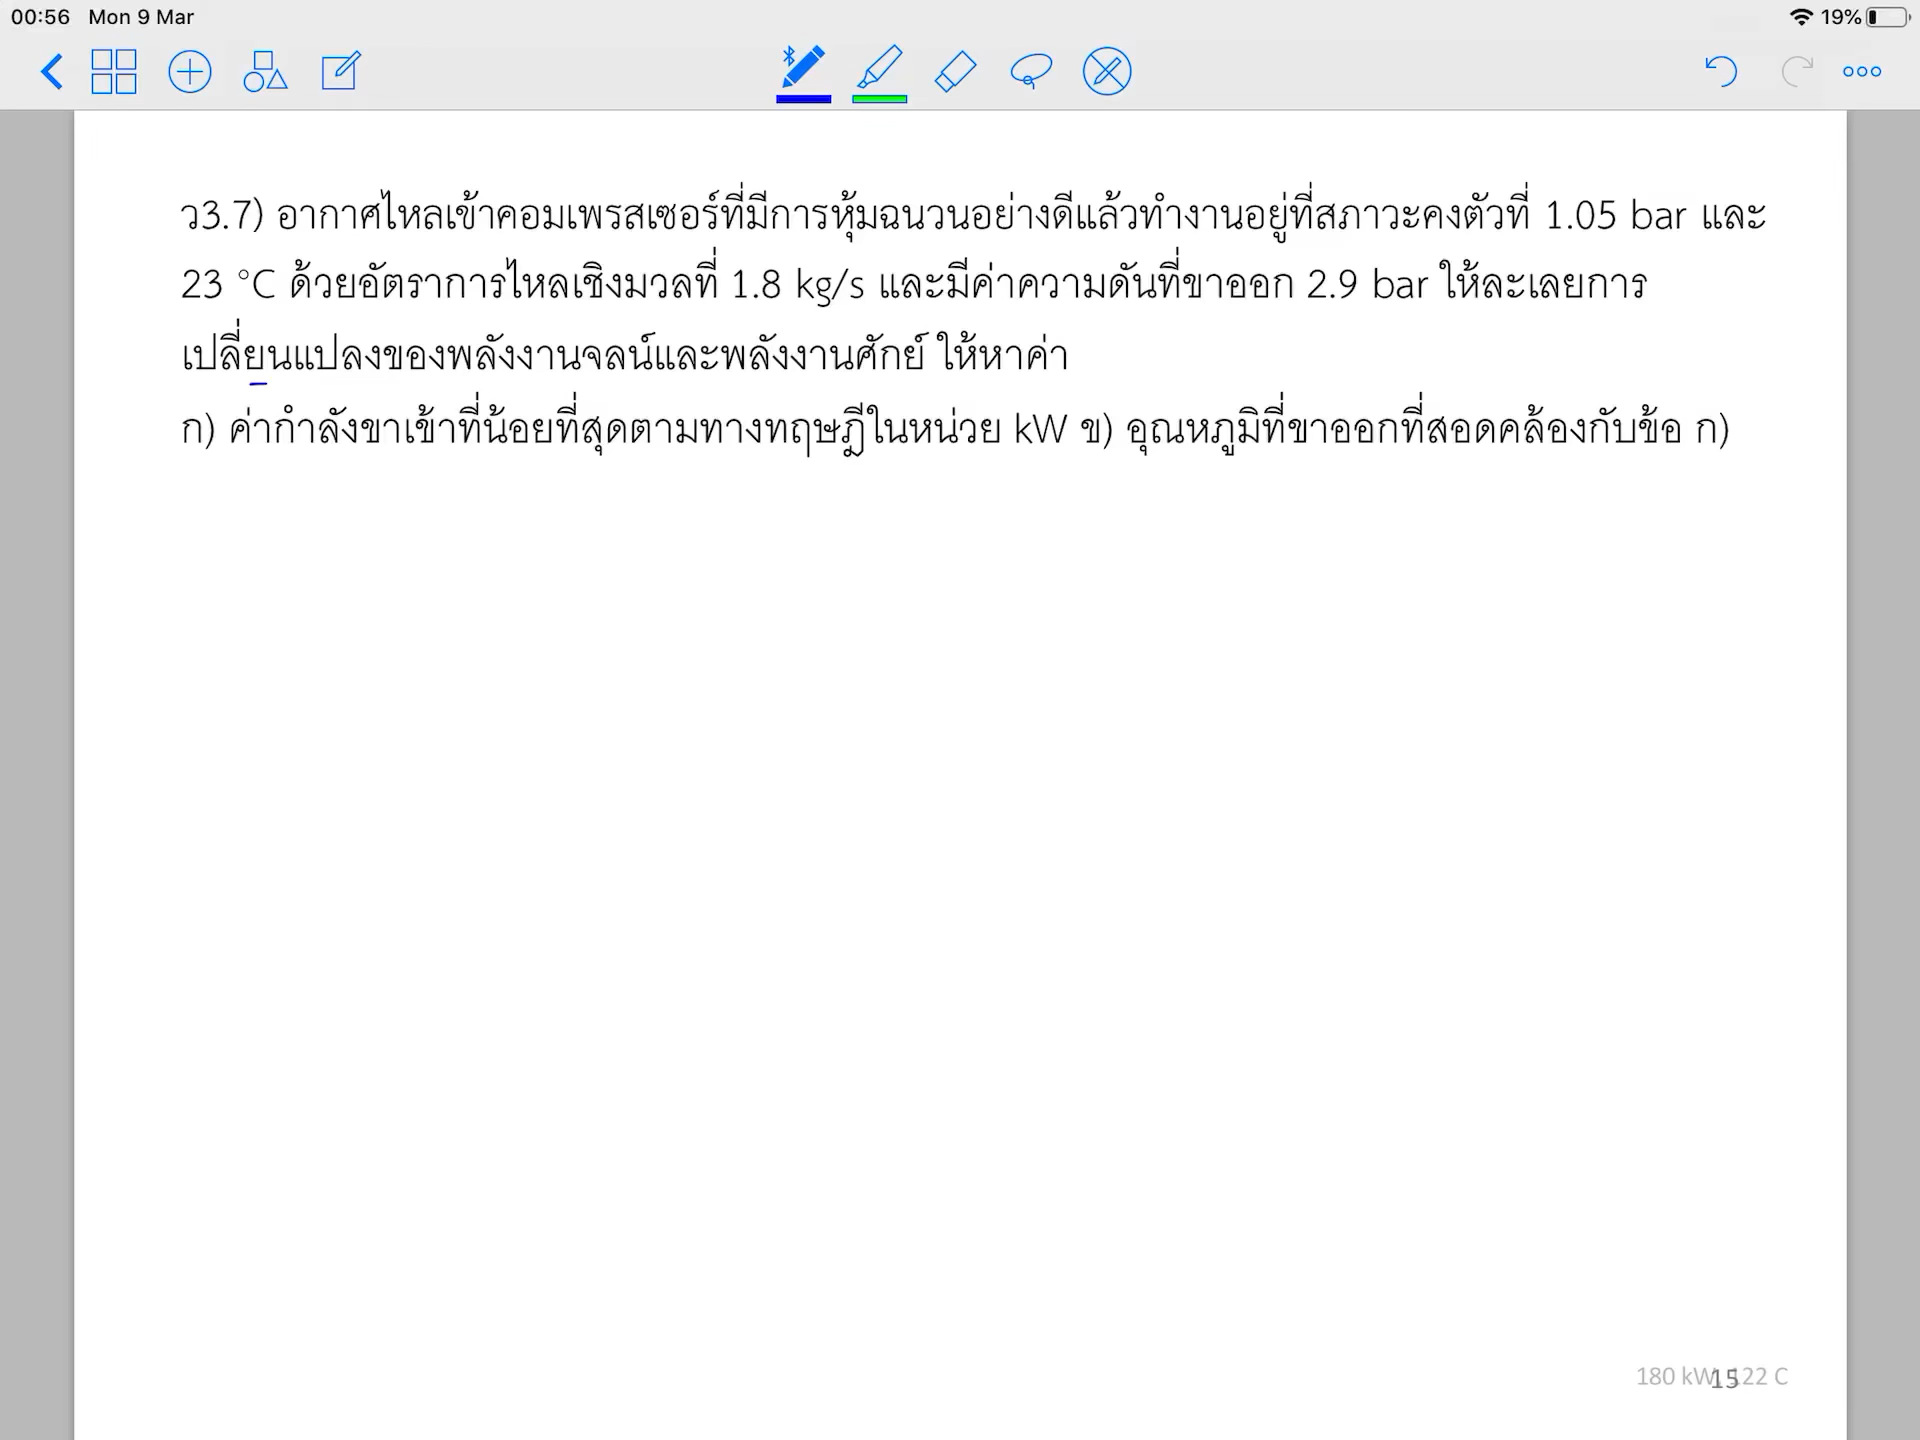 00:56 Mon 9 Mar
19%
ว3.7) อากาศไหลเข้าคอมเพรสเซอร์ที่มีการหุ้มฉนวนอย่างดีแล้วทำงานอยู่ที่สภาวะคงตัวที่ 1.05 bar และ
23 °C ด้วยอัตราการไหลเชิงมวลที่ 1.8 kg/s และมีค่าความดันที่ขาออก 2.9 bar ให้ละเลยการ
เปลี่ยนแปลงของพลังงานจลน์และพลังงานศักย์ ให้หาค่า
ก) ค่ากำลังขาเข้าที่น้อยที่สุดตามทางทฤษฎีในหน่วย kW ข) อุณหภูมิที่ขาออกที่สอดคล้องกับข้อ ก)
180 kW, 122 C
15